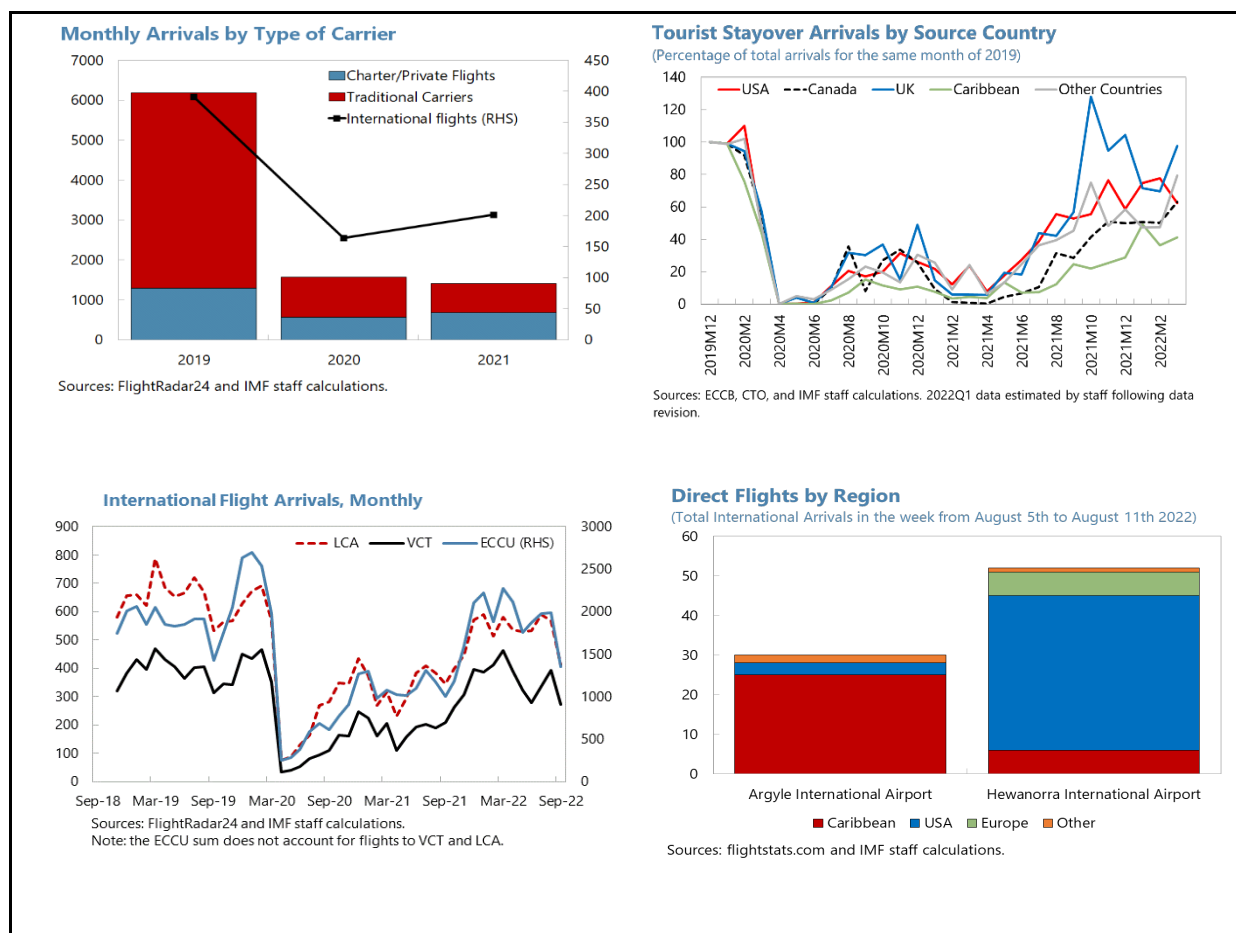 Monthly Arrivals by Type of Carrier
7000
6000
5000
4000
3000
2000
1000
0
450
400
350
300
250
200
150
100
50
0
Charter/Private Flights
Traditional Carriers
International flights (RHS)
2019 2020 2021
Sources: FlightRadar24 and IMF staff calculations.
Tourist Stayover Arrivals by Source Country
(Percentage of total arrivals for the same month of 2019)
140
120
100
80
60
40
20
0
USA Canada UK Caribbean Other Countries
2019M12
2020M2
2020M4
2020M6
2020M8
2020M10
2020M12
2021M2
2021M4
2021M6
2021M8
2021M10
2021M12
2022M2
Sources: ECCB, CTO, and IMF staff calculations. 2022Q1 data estimated by staff following data
revision.
International Flight Arrivals, Monthly
900
800
700
600
500
400
300
200
100
0
3000
2500
2000
1500
1000
500
0
LCA VCT ECCU (RHS)
Sep-18 Mar-19 Sep-19 Mar-20 Sep-20 Mar-21 Sep-21 Mar-22 Sep-22
Sources: FlightRadar24 and IMF staff calculations.
Note: the ECCU sum does not account for flights to VCT and LCA.
Direct Flights by Region
(Total International Arrivals in the week from August 5th to August 11th 2022)
60
50
40
30
20
10
0
Argyle International Airport Hewanorra International Airport
Caribbean USA Europe Other
Sources: flightstats.com and IMF staff calculations.